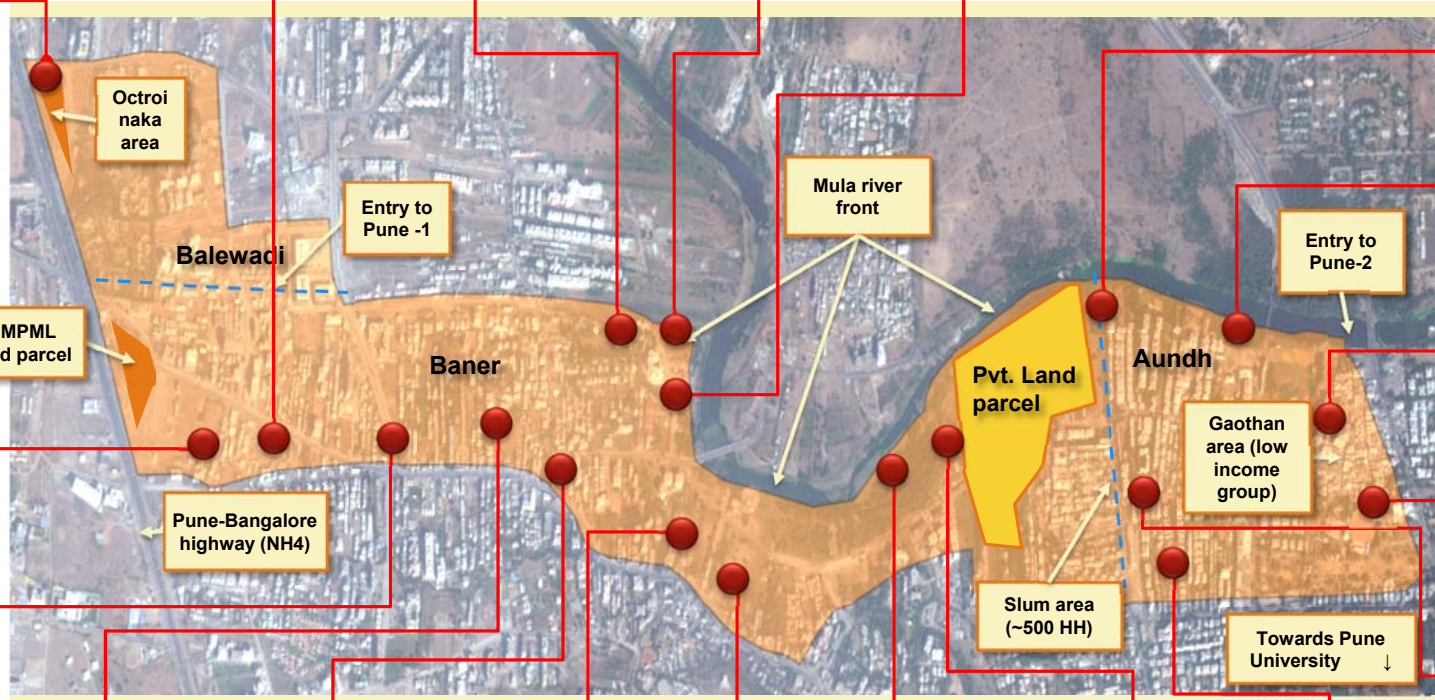 Octroi
naka
area
Balewadi
Entry to
Pune -1
Mula river
front
Entry to
Pune-2
MPML
d parcel
Baner
Pvt. Land
parcel
Aundh
Gaothan
area (low
income
group)
Pune-Bangalore
highway (NH4)
Slum area
(~500 HH)
Towards Pune
University ↓